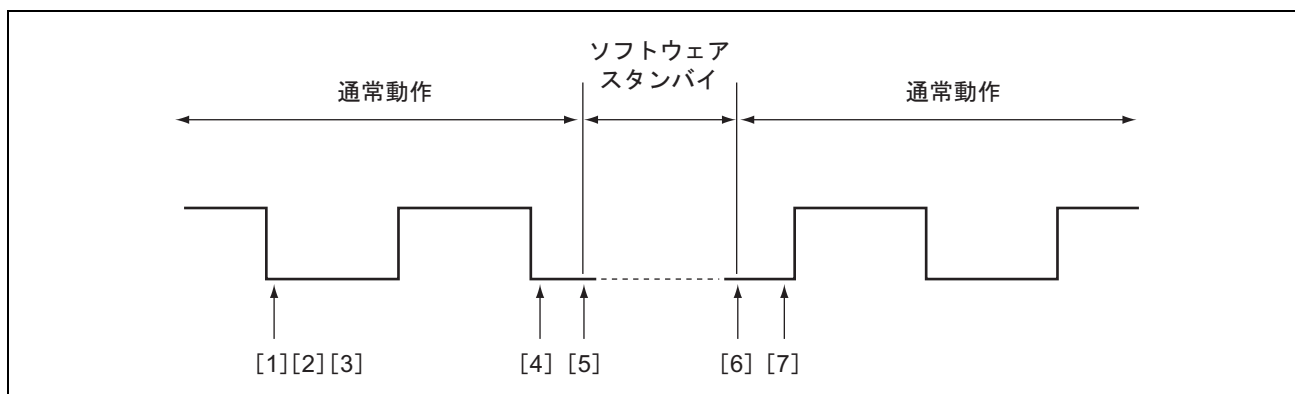 ソフトウェア
スタンバイ
通常動作
通常動作
[1][2][3]
[4]
[5]
[6]
[7]